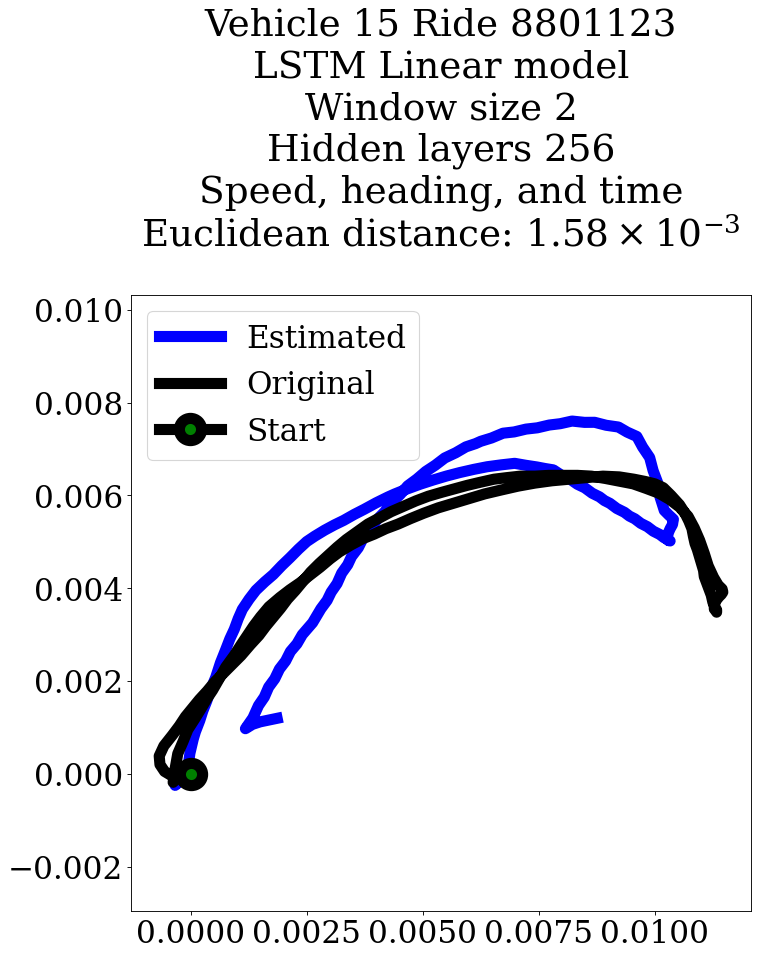 Vehicle 15 Ride 8801123
LSTM Linear model
Window size 2
Hidden layers 256
Speed, heading, and time
Euclidean distance: 1.58 × 10⁻³
0.010
0.008
0.006
0.004
0.002
0.000
−0.002
Estimated
Original
Start
0.0000 0.0025 0.0050 0.0075 0.0100